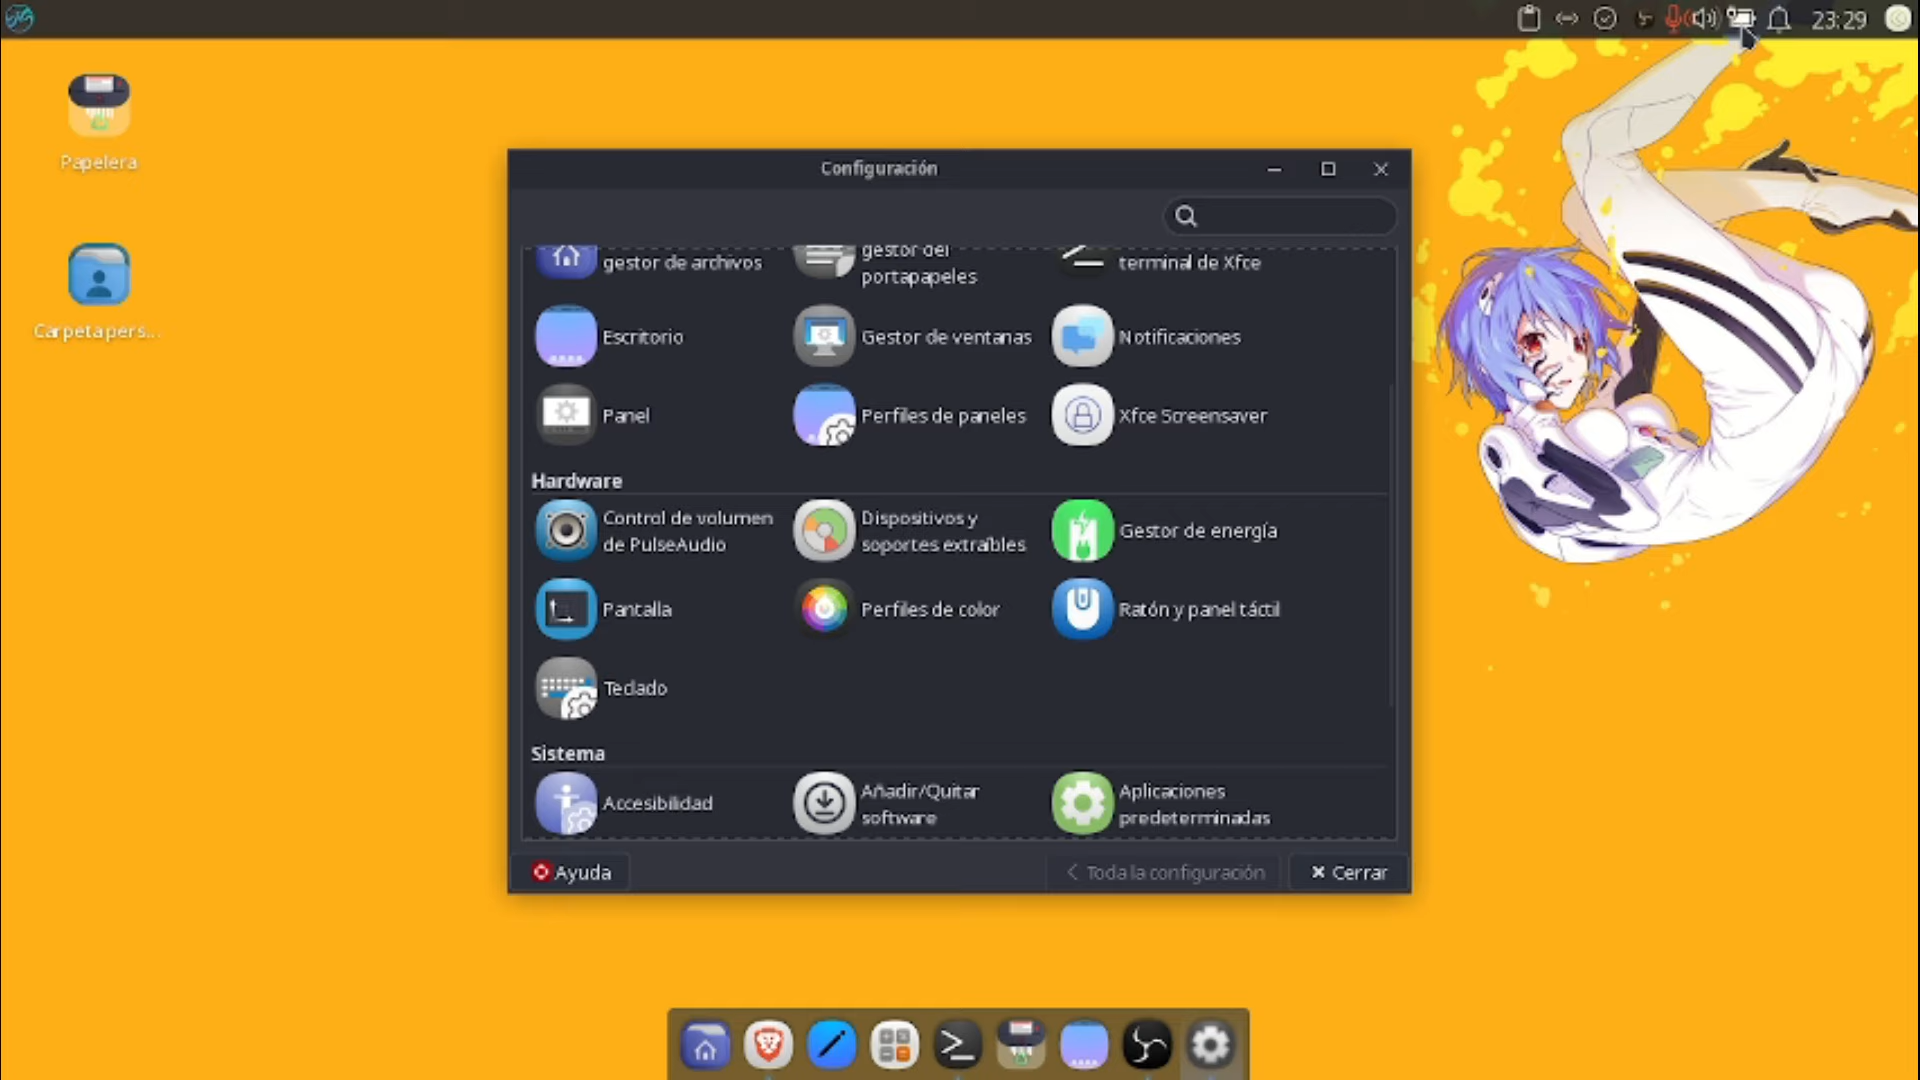 23:29
Papelera
Carpeta pers...
Configuración
gestor de archivos
gestor del
portapapeles
terminal de Xfce
Escritorio
Gestor de ventanas
Notificaciones
Panel
Perfiles de paneles
Xfce Screensaver
Hardware
Control de volumen
de PulseAudio
Dispositivos y
soportes extraíbles
Gestor de energía
Pantalla
Perfiles de color
Ratón y panel táctil
Teclado
Sistema
Accesibilidad
Añadir/Quitar
software
Aplicaciones
predeterminadas
Ayuda
Toda la configuración
Cerrar